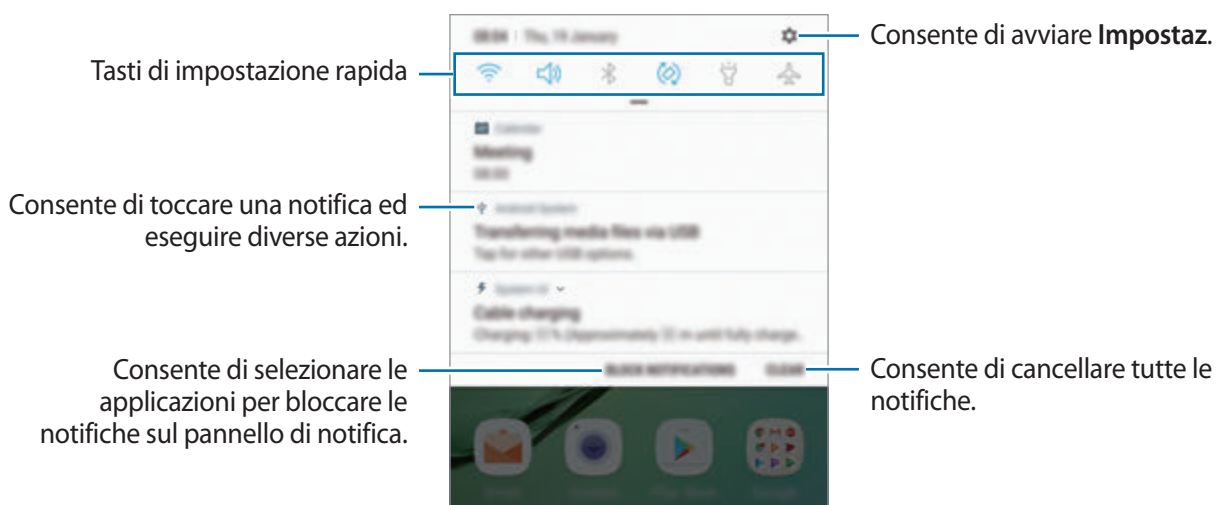 Consente di avviare Impostaz.
Tasti di impostazione rapida
Thu, 19 January
Calendar
Meeting
Consente di toccare una notifica ed
eseguire diverse azioni.
Android System
Transferring media files via USB
Tap for other USB options.
System UI
Cable charging
Consente di selezionare le
applicazioni per bloccare le
notifiche sul pannello di notifica.
BLOCK NOTIFICATIONS
CLEAR
Consente di cancellare tutte le
notifiche.